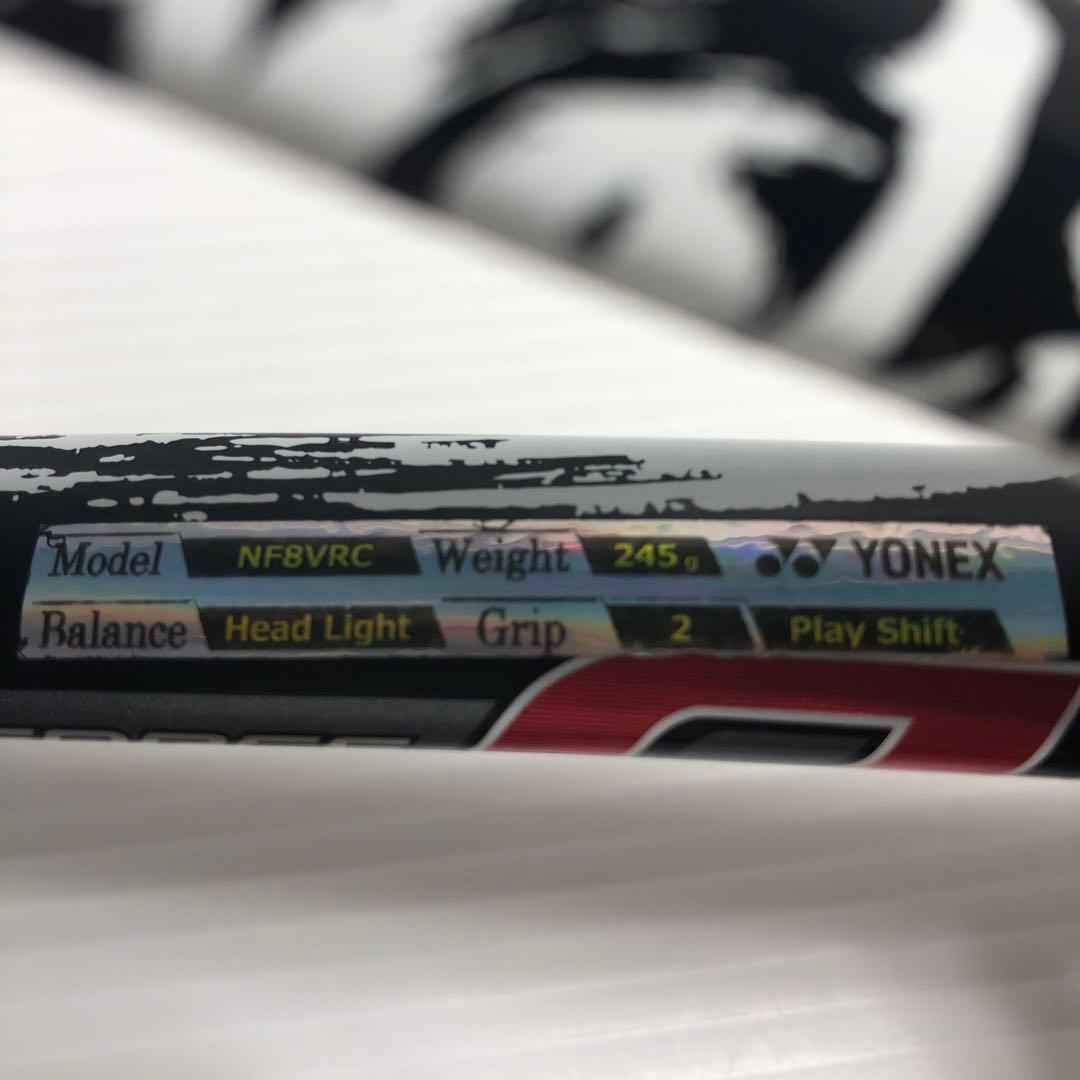 Model NF8VRC Weight 245g YONEX
Balance Head Light Grip 2 Play Shift